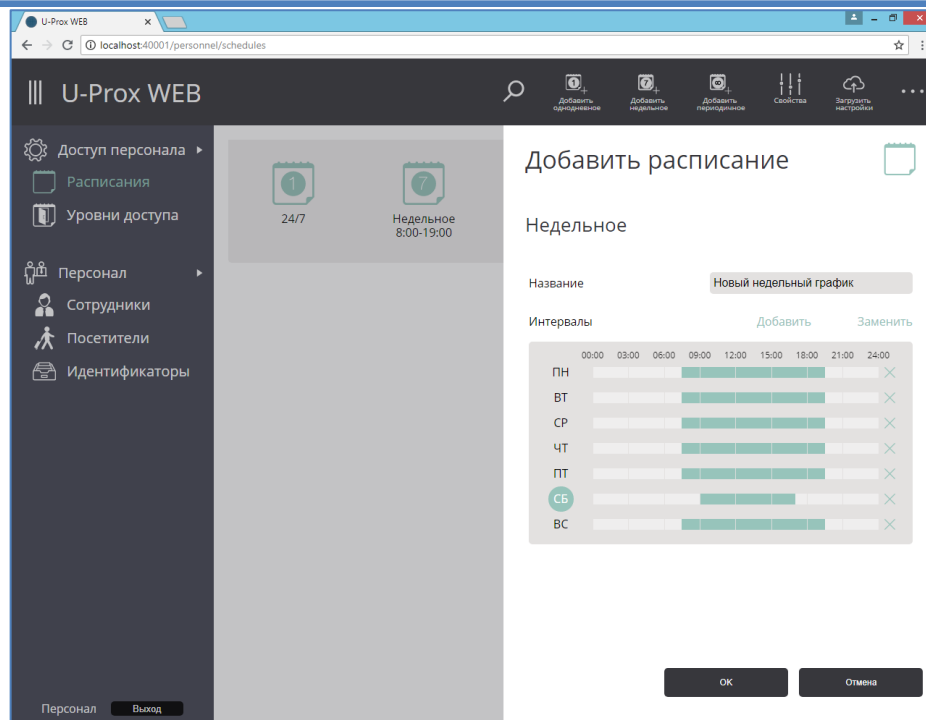 U-Prox WEB
localhost:40001/personnel/schedules
U-Prox WEB
Добавить однодневное
Добавить недельное
Добавить периодичное
Свойства
Загрузить настройки
Доступ персонала
Расписания
Уровни доступа
Персонал
Сотрудники
Посетители
Идентификаторы
1
24/7
7
Недельное
8:00-19:00
Добавить расписание
Недельное
Название
Новый недельный график
Интервалы
Добавить
Заменить
00:00 03:00 06:00 09:00 12:00 15:00 18:00 21:00 24:00
ПН
ВТ
СР
ЧТ
ПТ
СБ
ВС
OK
Отмена
Персонал
Выход